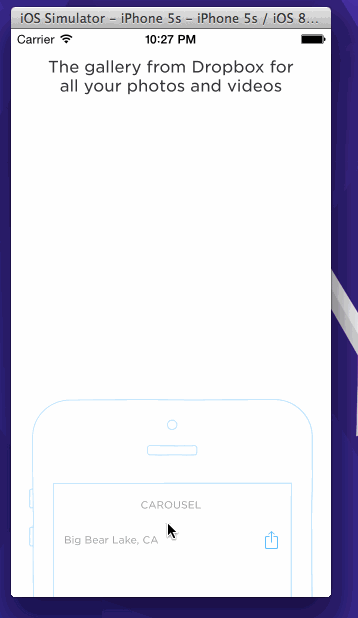 iOS Simulator – iPhone 5s – iPhone 5s / iOS 8...
Carrier 10:27 PM
The gallery from Dropbox for
all your photos and videos
CAROUSEL
Big Bear Lake, CA